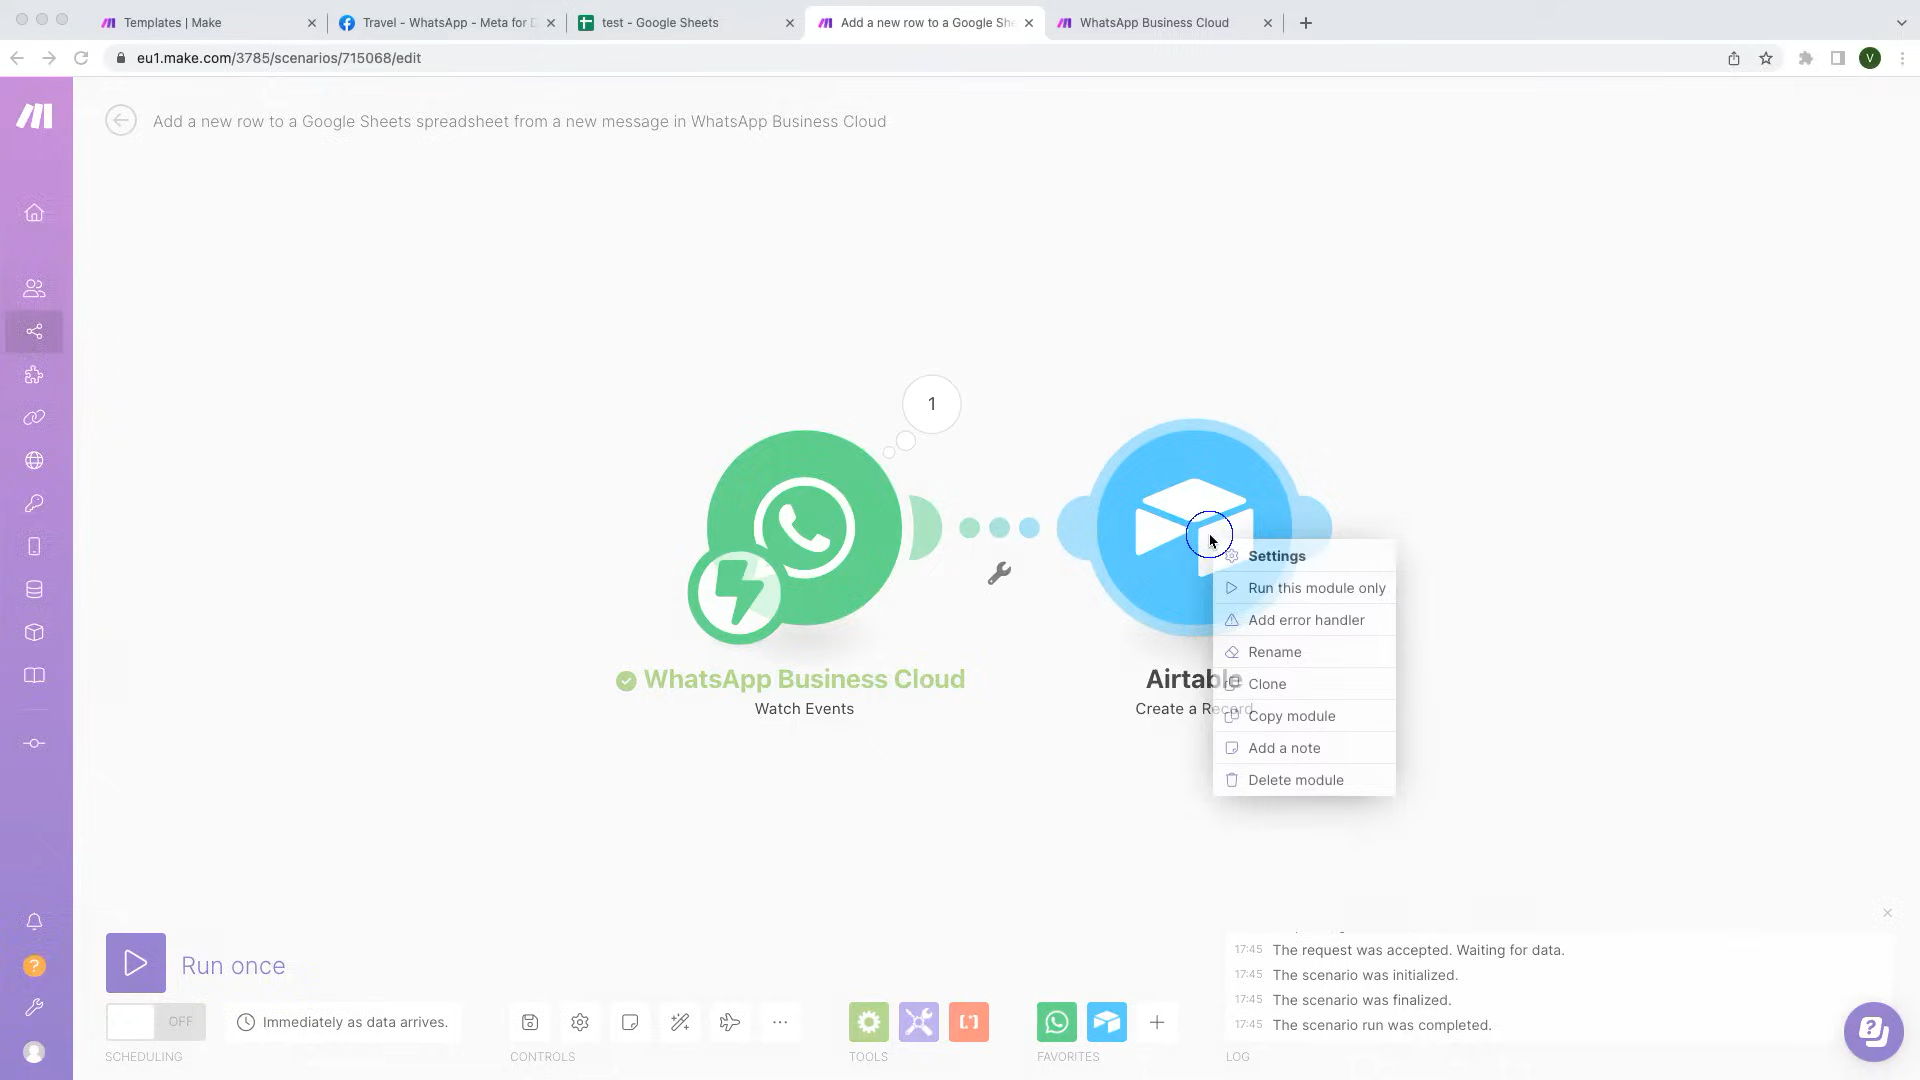 Templates | Make
Travel - WhatsApp - Meta for D
test - Google Sheets
Add a new row to a Google She
WhatsApp Business Cloud
eu1.make.com/3785/scenarios/715068/edit
V
Add a new row to a Google Sheets spreadsheet from a new message in WhatsApp Business Cloud
1
Settings
Run this module only
Add error handler
Rename
Clone
Copy module
Add a note
Delete module
WhatsApp Business Cloud
Watch Events
Airtable
Create a Record
Run once
OFF
Immediately as data arrives.
SCHEDULING
CONTROLS
TOOLS
FAVORITES
17:45 The request was accepted. Waiting for data.
17:45 The scenario was initialized.
17:45 The scenario was finalized.
17:45 The scenario run was completed.
LOG